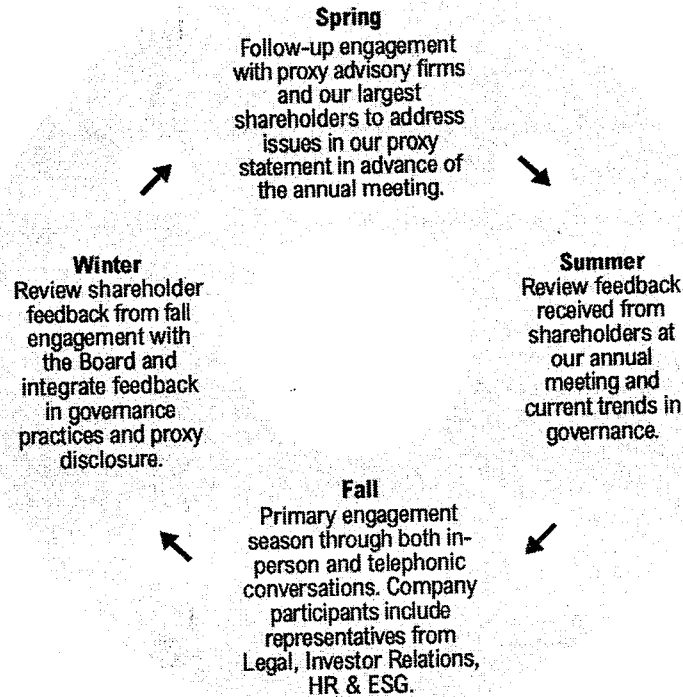 Spring
Follow-up engagement
with proxy advisory firms
and our largest
shareholders to address
issues in our proxy
statement in advance of
the annual meeting.
Winter
Review shareholder
feedback from fall
engagement with
the Board and
integrate feedback
in governance
practices and proxy
disclosure.
Summer
Review feedback
received from
shareholders at
our annual
meeting and
current trends in
governance.
Fall
Primary engagement
season through both in-
person and telephonic
conversations. Company
participants include
representatives from
Legal, Investor Relations,
HR & ESG.